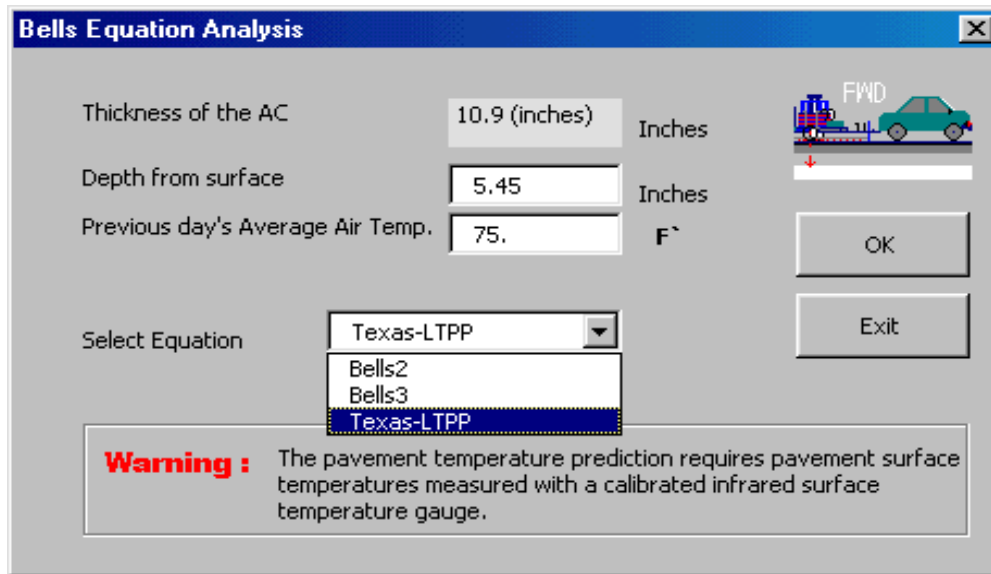 Bells Equation Analysis
FWD
Thickness of the AC 10.9 (inches) Inches
Depth from surface 5.45 Inches
Previous day's Average Air Temp. 75. F`
OK
Select Equation Texas-LTPP Exit
Bells2
Bells3
Texas-LTPP
Warning : The pavement temperature prediction requires pavement surface
temperatures measured with a calibrated infrared surface
temperature gauge.